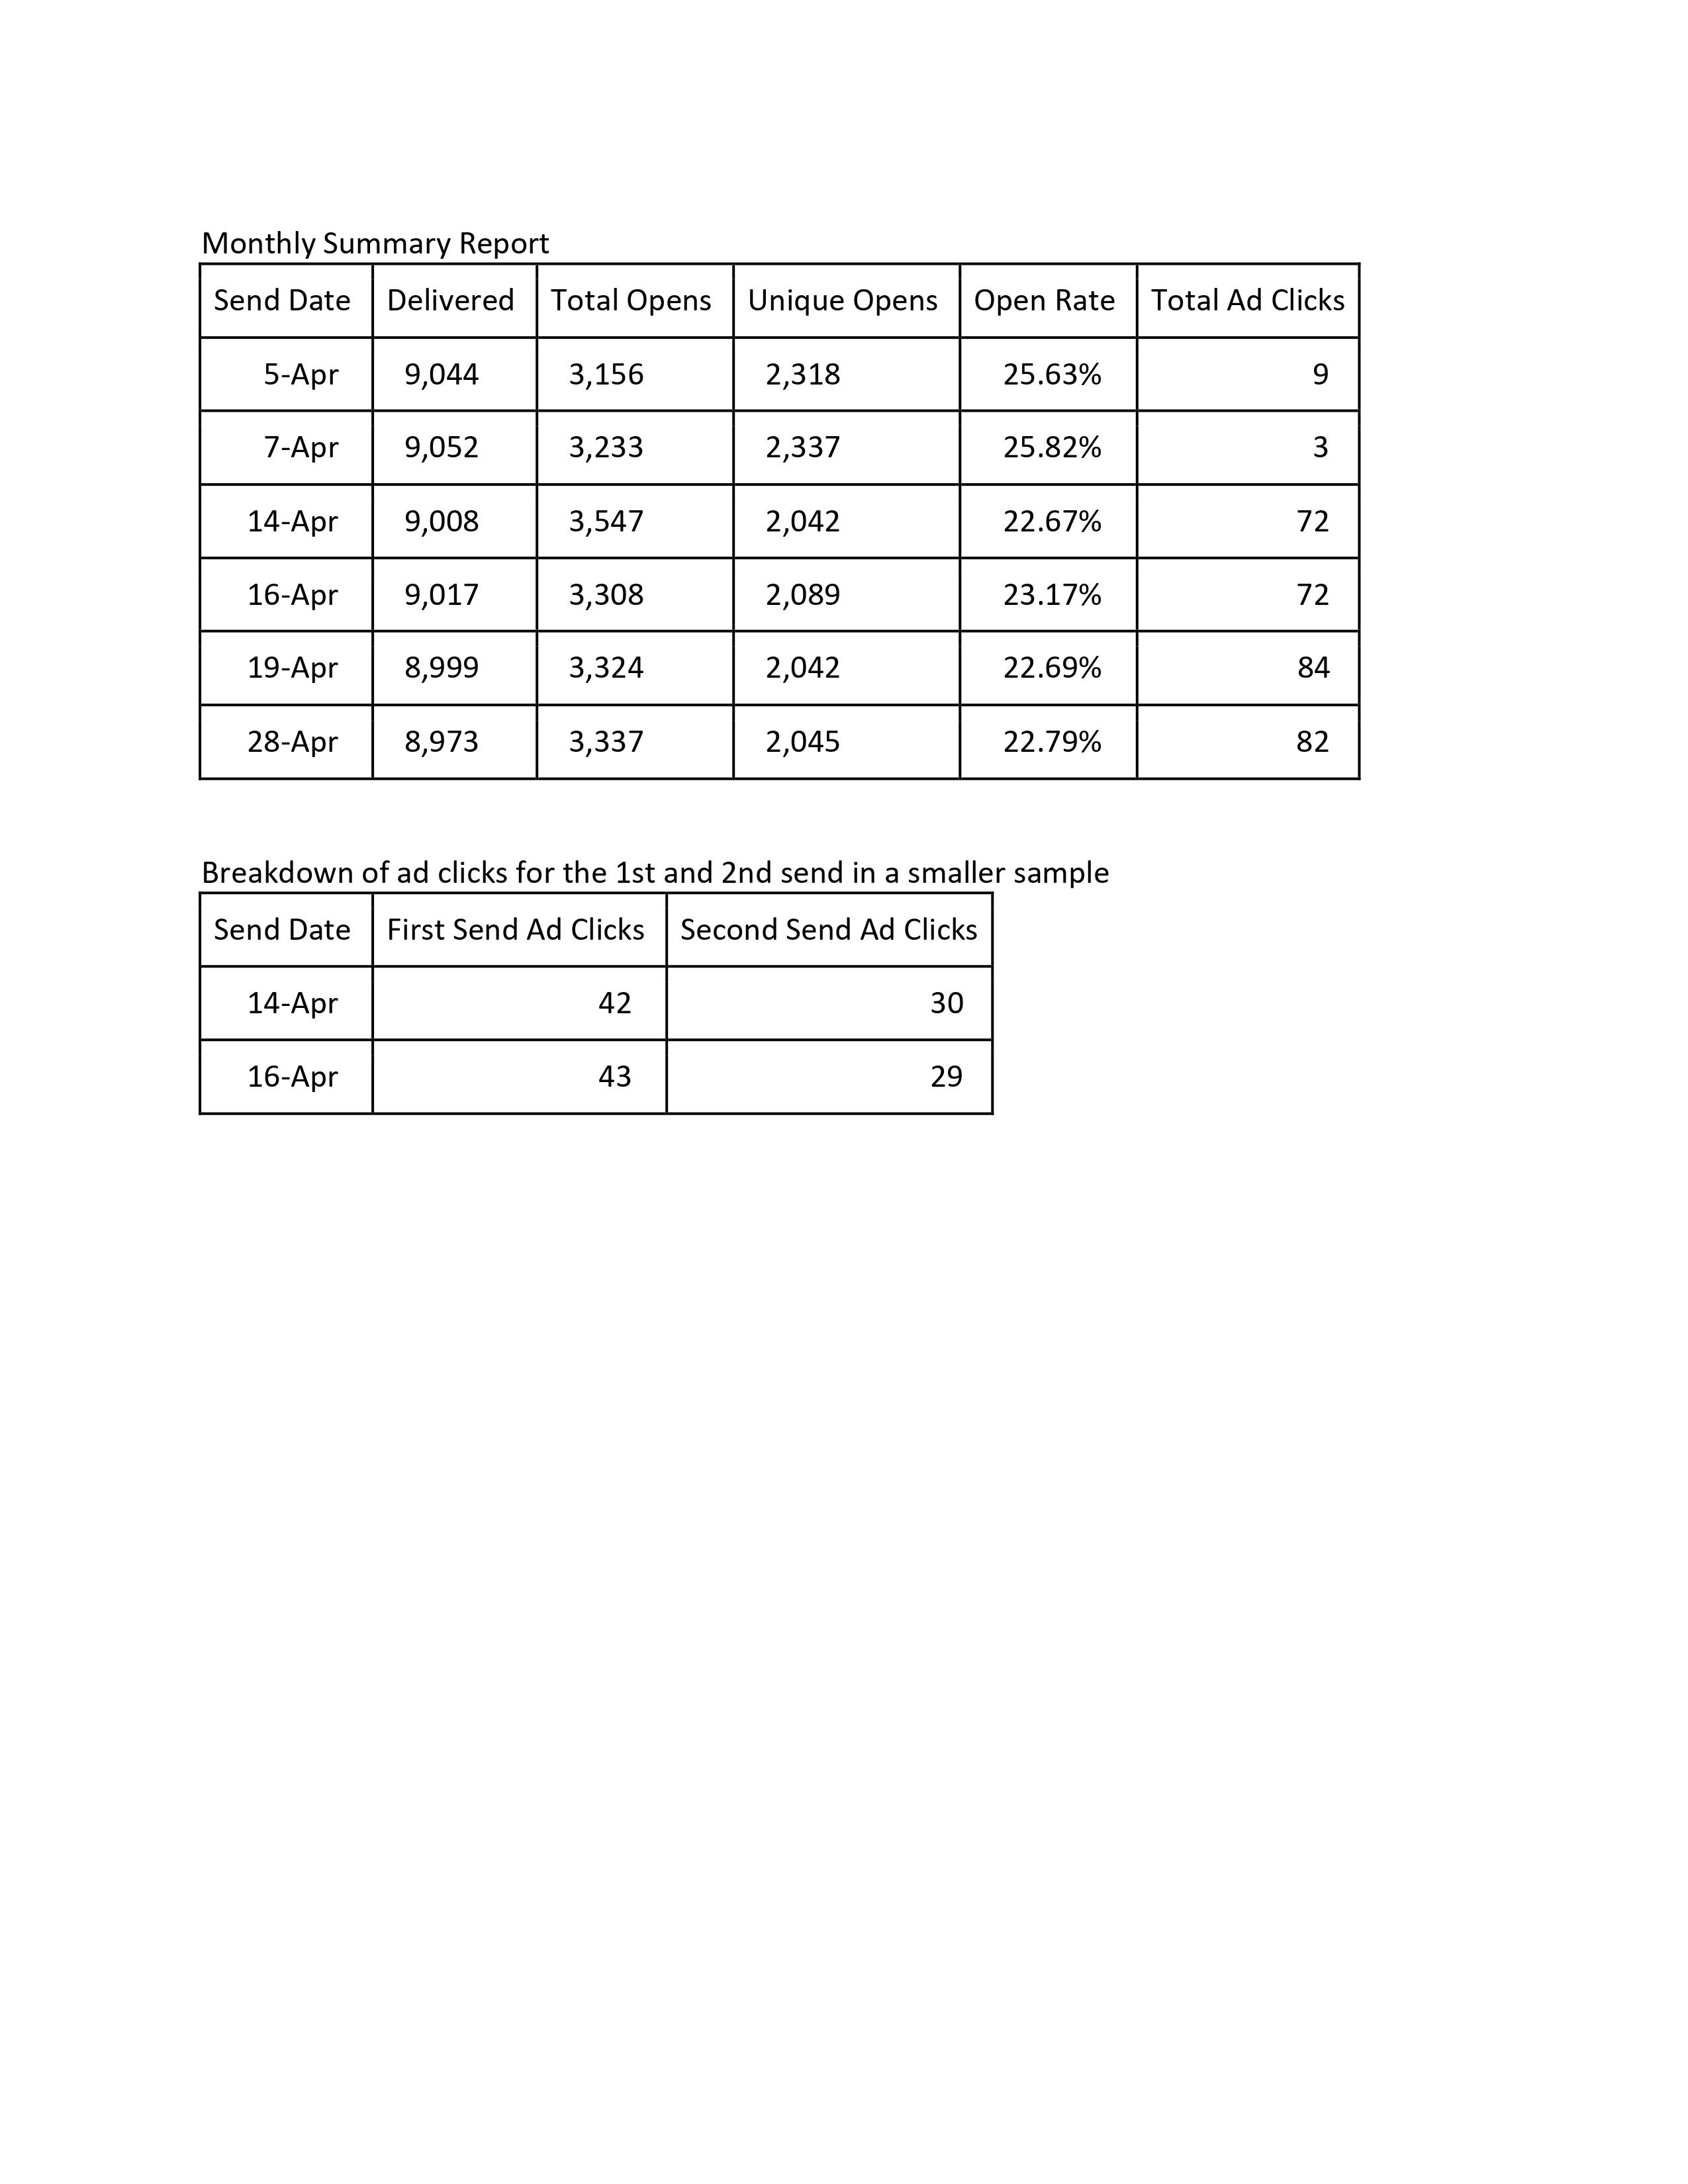 Monthly Summary Report
Send Date Delivered Total Opens Unique Opens Open Rate Total Ad Clicks
5-Apr 9,044 3,156 2,318 25.63% 9
7-Apr 9,052 3,233 2,337 25.82% 3
14-Apr 9,008 3,547 2,042 22.67% 72
16-Apr 9,017 3,308 2,089 23.17% 72
19-Apr 8,999 3,324 2,042 22.69% 84
28-Apr 8,973 3,337 2,045 22.79% 82
Breakdown of ad clicks for the 1st and 2nd send in a smaller sample
Send Date First Send Ad Clicks Second Send Ad Clicks
14-Apr 42 30
16-Apr 43 29